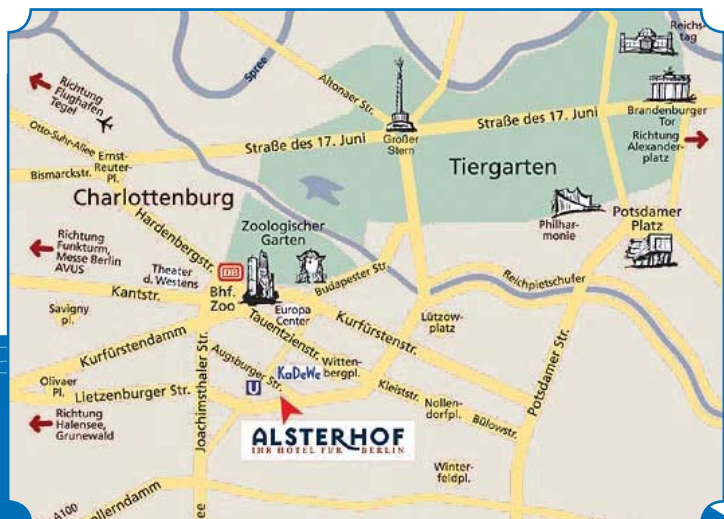 Reichs-
tag
Spree
Altonaer Str.
Richtung
Flughafen
Tegel
Brandenburger
Tor
Richtung
Alexander-
platz
Otto-Suhr-Allee
Straße des 17. Juni
Straße des 17. Juni
Großer
Stern
Ernst-
Reuter-
Pl.
Bismarckstr.
Tiergarten
Charlottenburg
Hardenbergstr.
Zoologischer
Garten
Philhar-
monie
Potsdamer
Platz
Richtung
Funkturm,
Messe Berlin
AVUS
Theater
d. Westens
DB
Budapester Str
Reichpietschufer
Kantstr.
Bhf.
Zoo
Europa
Center
Savigny
pl.
Kurfürstenstr.
Lützow-
platz
Tauentzienstr.
Kurfürstendamm
Augsburger Str.
Witten-
bergpl.
KaDeWe
U
Joachimsthaler Str.
Potsdamer Str.
Olivaer
Pl.
Lietzenburger Str.
Kleiststr.
Nollen-
dorfpl.
Bülowstr.
Richtung
Halensee,
Grunewald
ALSTERHOF
IHR HOTEL FÜR BERLIN
Winter-
feldpl.
A100
ollerndamm
ee